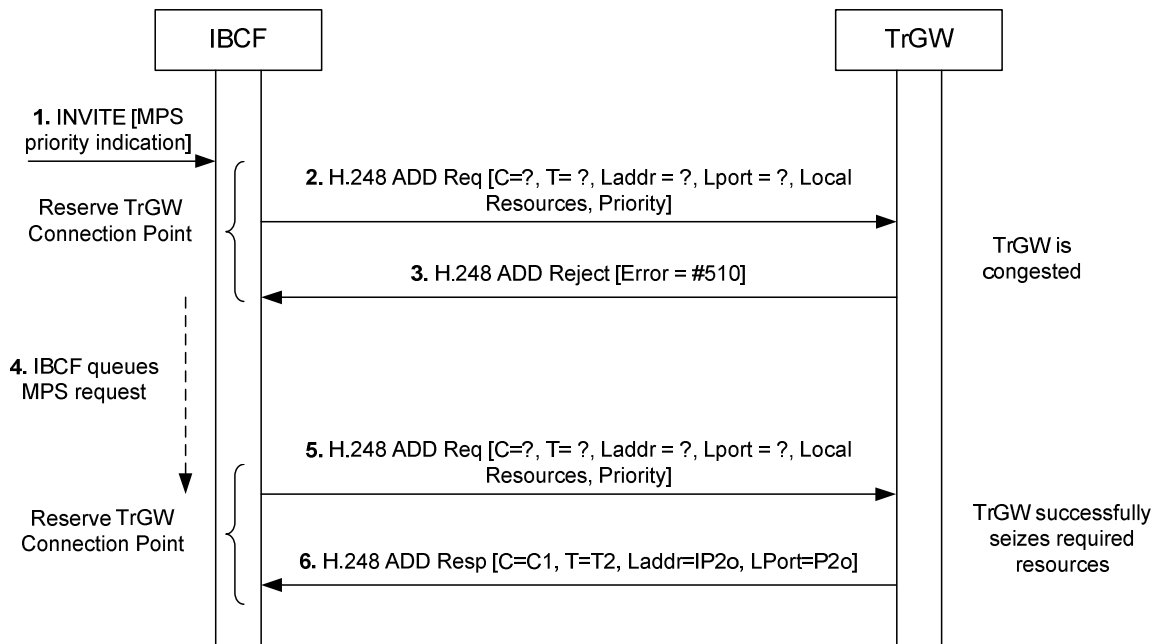 IBCF
TrGW
1. INVITE [MPS
priority indication]
2. H.248 ADD Req [C=?, T= ?, Laddr = ?, Lport = ?, Local
Resources, Priority]
Reserve TrGW
Connection Point
TrGW is
congested
3. H.248 ADD Reject [Error = #510]
4. IBCF queues
MPS request
5. H.248 ADD Req [C=?, T= ?, Laddr = ?, Lport = ?, Local
Resources, Priority]
Reserve TrGW
Connection Point
TrGW successfully
seizes required
resources
6. H.248 ADD Resp [C=C1, T=T2, Laddr=IP2o, LPort=P2o]